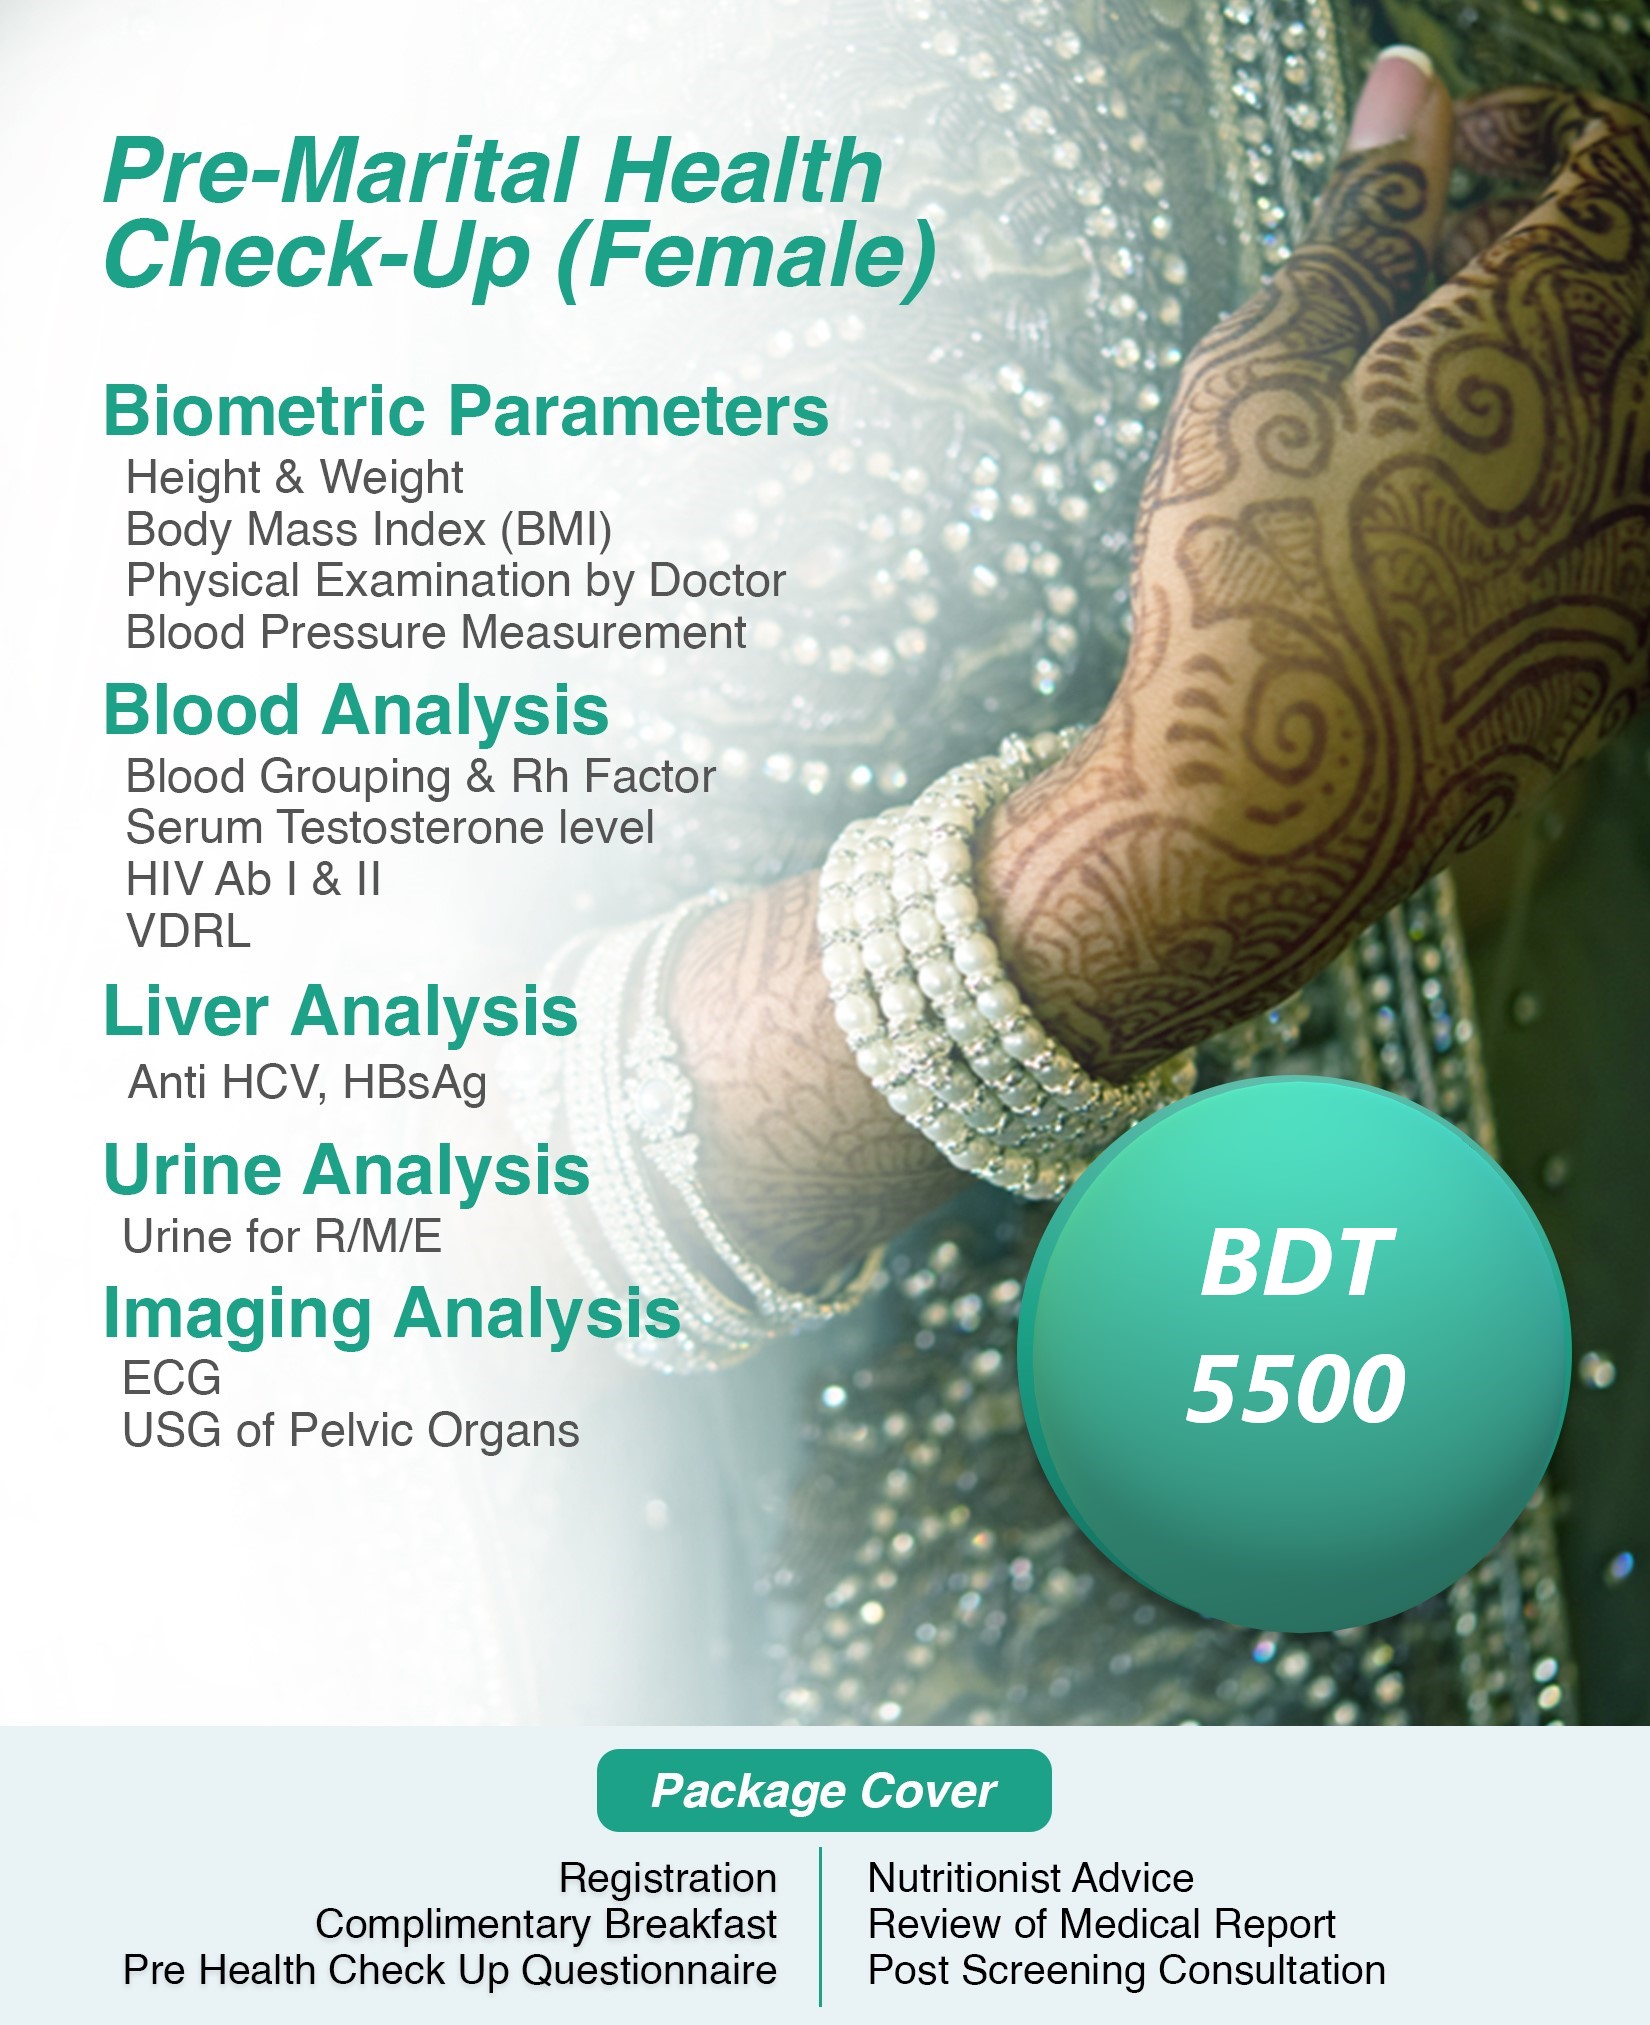 Pre-Marital Health
Check-Up (Female)
Biometric Parameters
Height & Weight
Body Mass Index (BMI)
Physical Examination by Doctor
Blood Pressure Measurement
Blood Analysis
Blood Grouping & Rh Factor
Serum Testosterone level
HIV Ab I & II
VDRL
Liver Analysis
Anti HCV, HBsAg
Urine Analysis
Urine for R/M/E
Imaging Analysis
ECG
USG of Pelvic Organs
BDT
5500
Package Cover
Registration
Complimentary Breakfast
Pre Health Check Up Questionnaire
Nutritionist Advice
Review of Medical Report
Post Screening Consultation